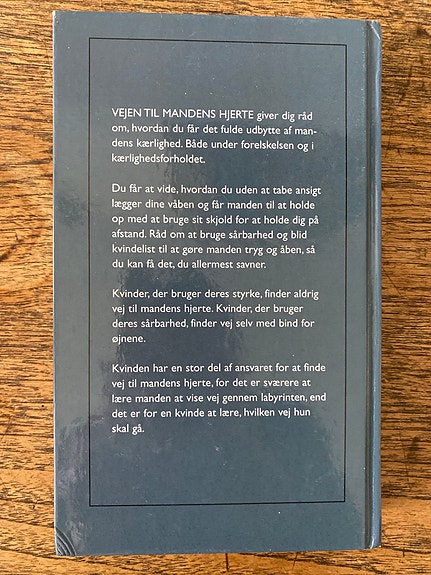 VEJEN TIL MANDENS HJERTE giver dig råd
om, hvordan du får det fulde udbytte af man-
dens kærlighed. Både under forelskelsen og i
kærlighedsforholdet.
Du får at vide, hvordan du uden at tabe ansigt
lægger dine våben og får manden til at holde
op med at bruge sit skjold for at holde dig på
afstand. Råd om at bruge sårbarhed og blid
kvindelist til at gøre manden tryg og åben, så
du kan få det, du allermest savner.
Kvinder, der bruger deres styrke, finder aldrig
vej til mandens hjerte. Kvinder, der bruger
deres sårbarhed, finder vej selv med bind for
øjnene.
Kvinden har en stor del af ansvaret for at finde
vej til mandens hjerte, for det er sværere at
lære manden at vise vej gennem labyrinten, end
det er for en kvinde at lære, hvilken vej hun
skal gå.